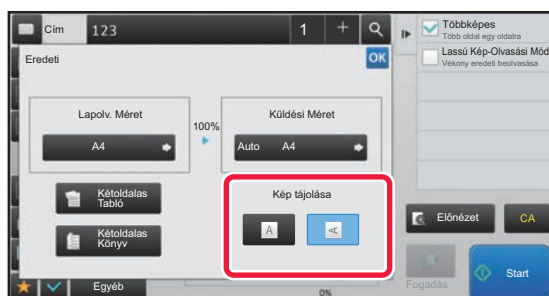 Cím 123 1 +
Többképes
Több oldal egy oldalra
Eredeti
OK
Lassú Kép-Olvasási Mód
Vékony eredeti beolvasása
Lapolv. Méret
100%
Küldési Méret
A4
Auto A4
Kétoldalas
Tabló
Kép tájolása
A
A
Kétoldalas
Könyv
Előnézet
CA
Egyéb
0%
Fogadás
Start